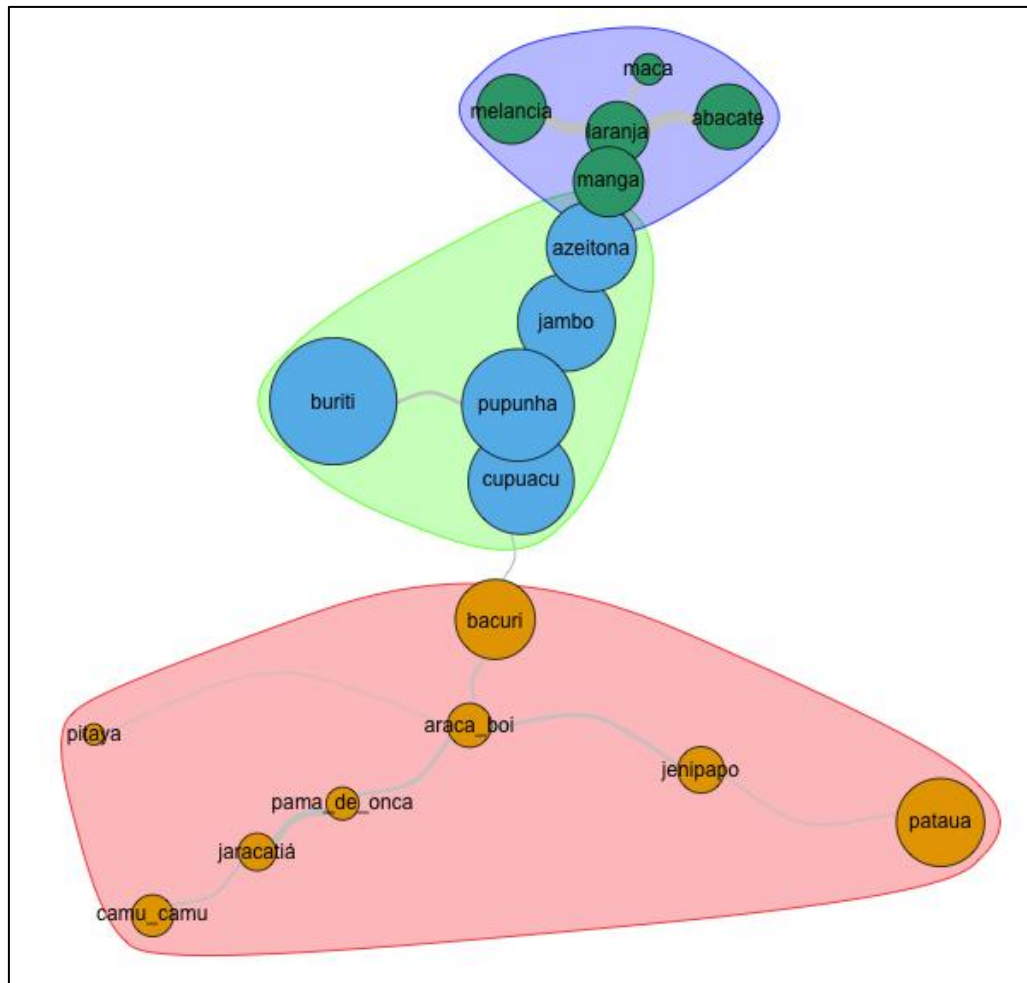 maca
melancia
abacate
laranja
manga
azeitona
jambo
buriti
pupunha
cupuacu
bacuri
pitaya
araca_boi
jenipapo
pama_de_onca
pataua
jaracatiá
camu_camu